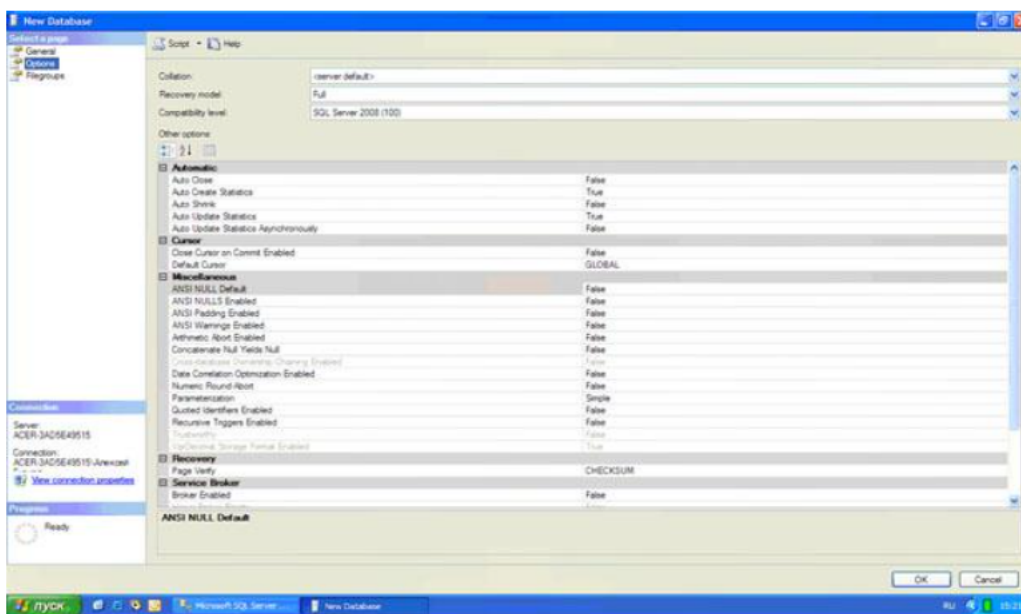 New Database
Select a page
General
Options
Filegroups
Script Help
Collation: <server default>
Recovery model: Full
Compatibility level: SQL Server 2008 (100)
Other options:
Automatic
Auto Close False
Auto Create Statistics True
Auto Shrink False
Auto Update Statistics True
Auto Update Statistics Asynchronously False
Cursor
Close Cursor on Commit Enabled False
Default Cursor GLOBAL
Miscellaneous
ANSI NULL Default False
ANSI NULLS Enabled False
ANSI Padding Enabled False
ANSI Warnings Enabled False
Arithmetic Abort Enabled False
Concatenate Null Yields Null False
Cross-database Ownership Chaining Enabled False
Date Correlation Optimization Enabled False
Numeric Round-Abort False
Parameterization Simple
Quoted Identifiers Enabled False
Recursive Triggers Enabled False
Trustworthy False
VarDecimal Storage Format Enabled True
Recovery
Page Verify CHECKSUM
Service Broker
Broker Enabled False
ANSI NULL Default
Connection
Server:
ACER-3AD5E49515
Connection:
View connection properties
Progress
Ready
OK Cancel
пуск Microsoft SQL Server ... New Database RU 15:21